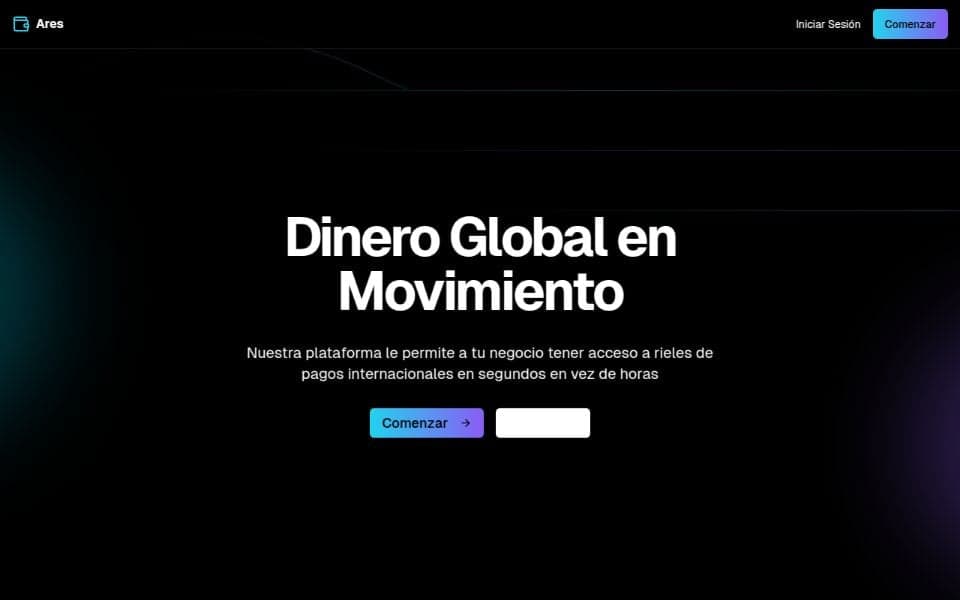 Ares
Iniciar Sesión
Comenzar
Dinero Global en
Movimiento
Nuestra plataforma le permite a tu negocio tener acceso a rieles de
pagos internacionales en segundos en vez de horas
Comenzar →